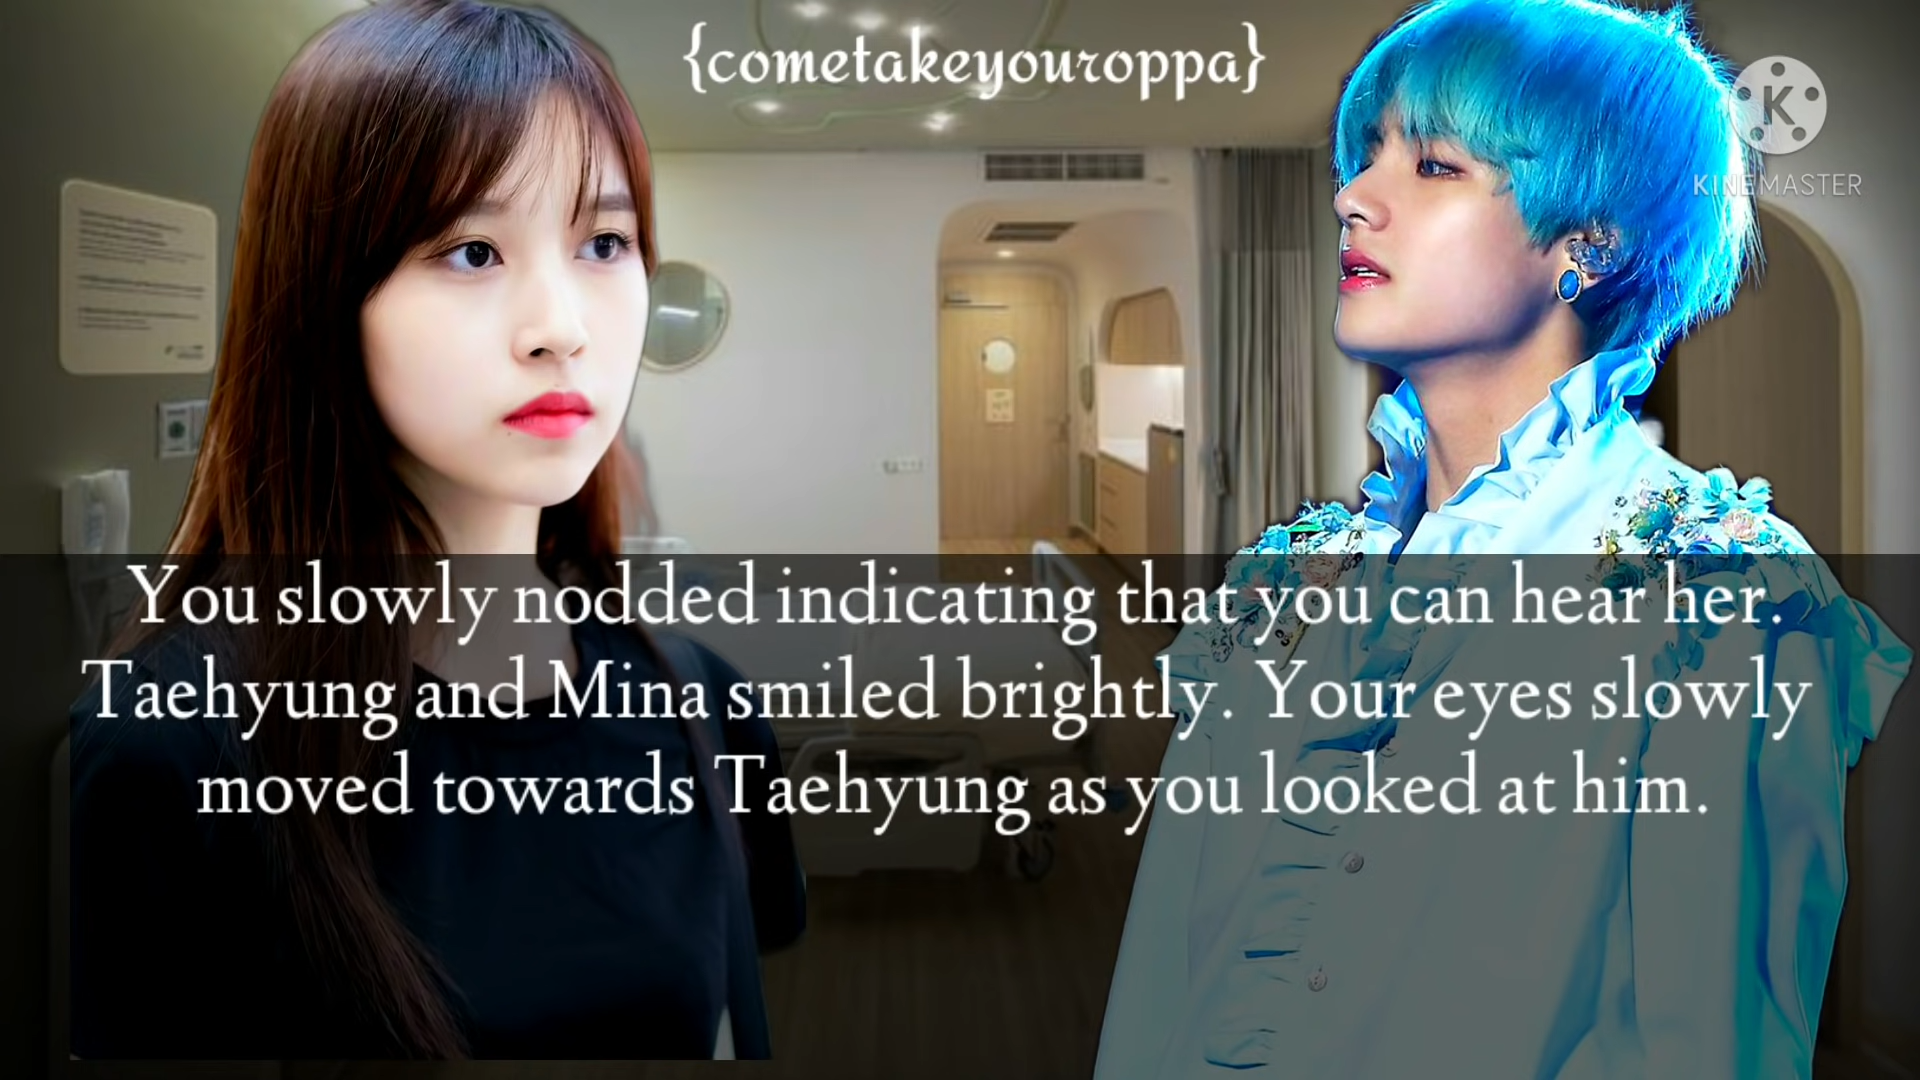 {cometakeyouroppa}
K
KINEMASTER
You slowly nodded indicating that you can hear her.
Taehyung and Mina smiled brightly. Your eyes slowly
moved towards Taehyung as you looked at him.